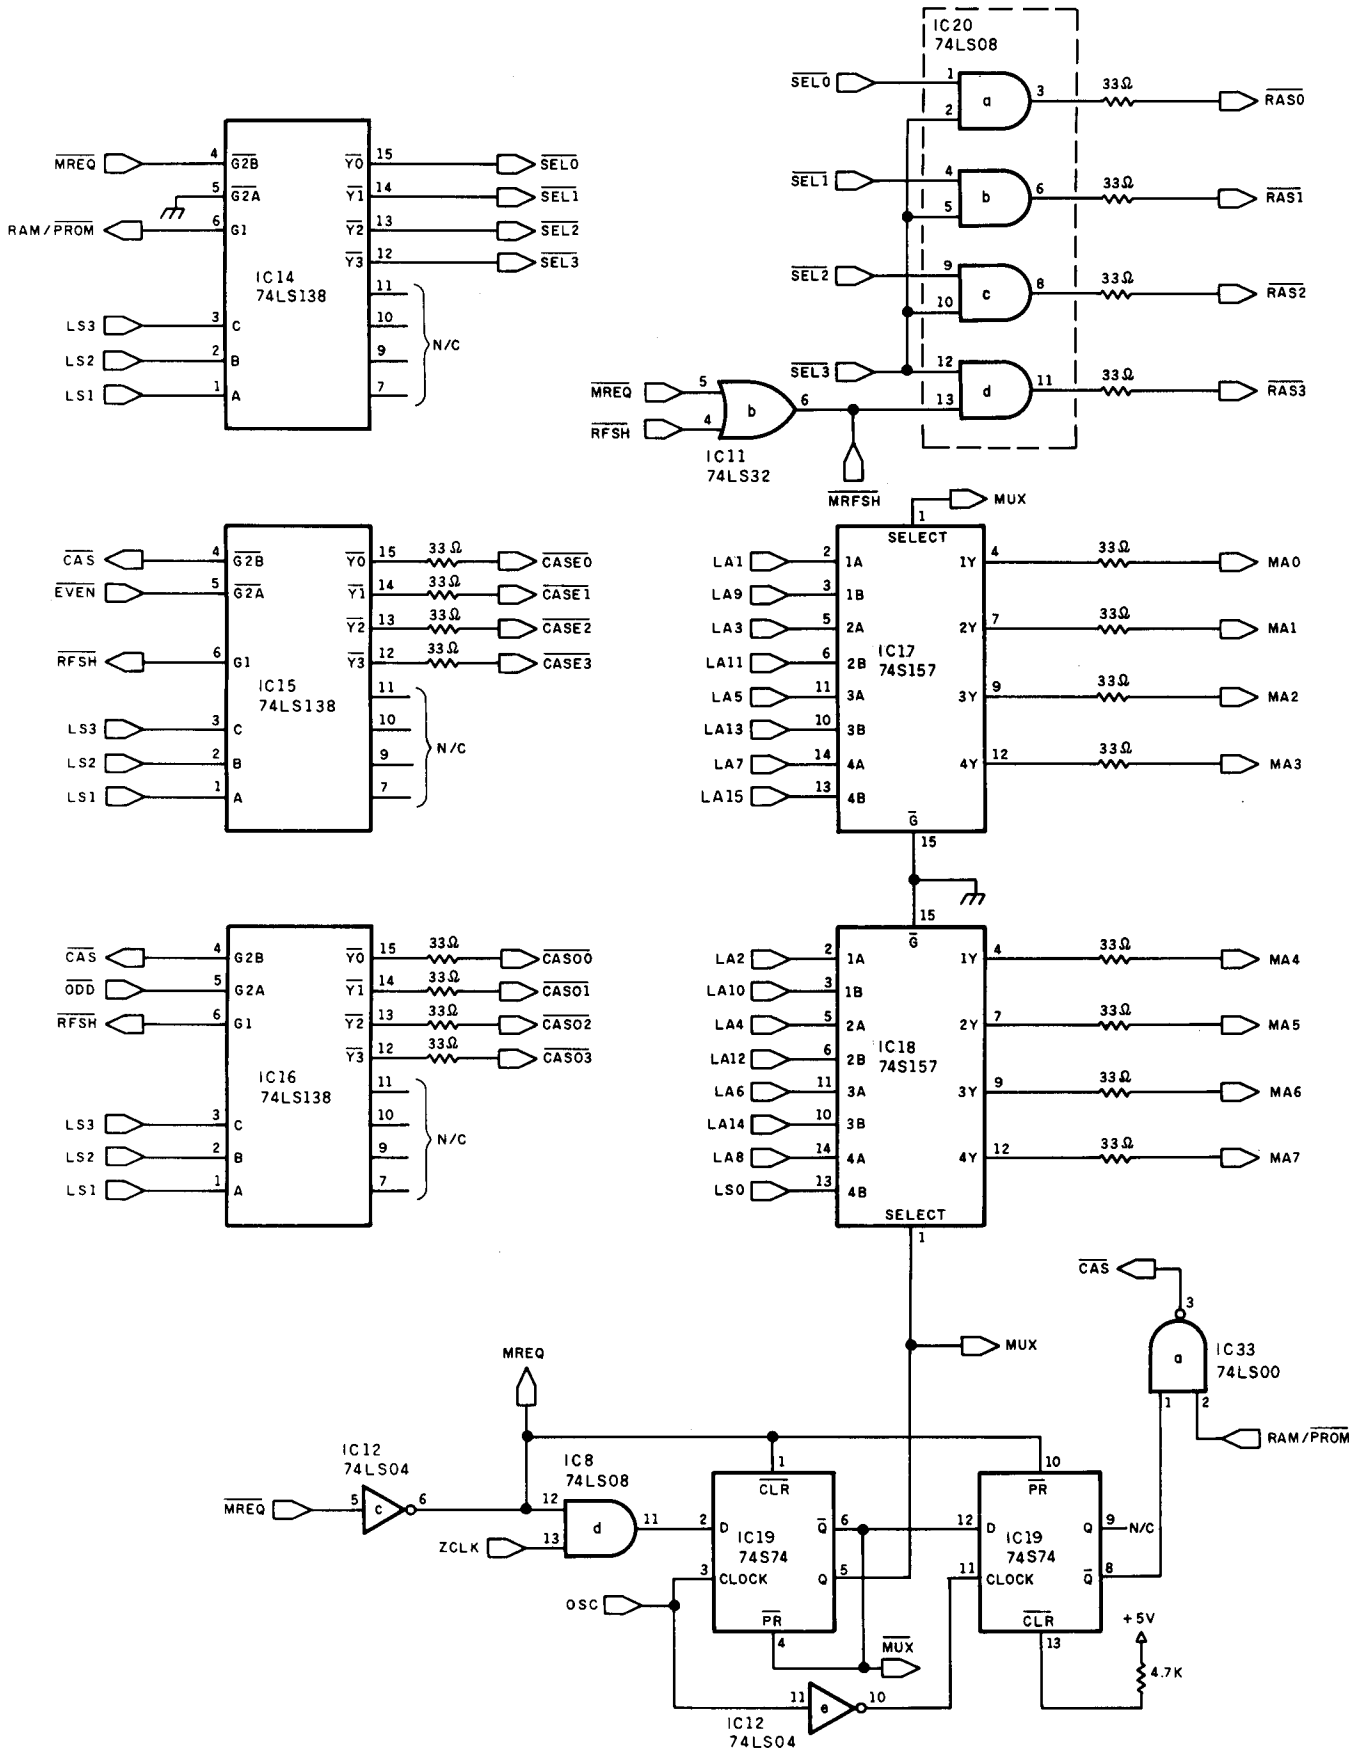 IC20
74LS08
SEL0
1
2
a
3
33Ω
RAS0
SEL1
4
5
b
6
33Ω
RAS1
SEL2
9
10
c
8
33Ω
RAS2
SEL3
12
13
d
11
33Ω
RAS3
MREQ
5
RFSH
4
b
6
IC11
74LS32
MRFSH
MREQ
4
G2B
5
G2A
RAM/PROM
6
G1
IC14
74LS138
LS3
3
C
LS2
2
B
LS1
1
A
Y0
15
SEL0
Y1
14
SEL1
Y2
13
SEL2
Y3
12
SEL3
11
10
9
7
N/C
CAS
4
G2B
EVEN
5
G2A
RFSH
6
G1
IC15
74LS138
LS3
3
C
LS2
2
B
LS1
1
A
Y0
15
33Ω
CASE0
Y1
14
33Ω
CASE1
Y2
13
33Ω
CASE2
Y3
12
33Ω
CASE3
11
10
9
7
N/C
CAS
4
G2B
ODD
5
G2A
RFSH
6
G1
IC16
74LS138
LS3
3
C
LS2
2
B
LS1
1
A
Y0
15
33Ω
CASO0
Y1
14
33Ω
CASO1
Y2
13
33Ω
CASO2
Y3
12
33Ω
CASO3
11
10
9
7
N/C
MUX
1
SELECT
LA1
2
1A
LA9
3
1B
LA3
5
2A
LA11
6
2B
LA5
11
3A
LA13
10
3B
LA7
14
4A
LA15
13
4B
IC17
74S157
1Y
4
33Ω
MA0
2Y
7
33Ω
MA1
3Y
9
33Ω
MA2
4Y
12
33Ω
MA3
G
15
15
G
LA2
2
1A
LA10
3
1B
LA4
5
2A
LA12
6
2B
LA6
11
3A
LA14
10
3B
LA8
14
4A
LS0
13
4B
IC18
74S157
1Y
4
33Ω
MA4
2Y
7
33Ω
MA5
3Y
9
33Ω
MA6
4Y
12
33Ω
MA7
SELECT
1
MUX
CAS
3
a
IC33
74LS00
1
2
RAM/PROM
MREQ
IC12
74LS04
MREQ
5
c
6
IC8
74LS08
12
ZCLK
13
d
11
1
CLR
2
D
IC19
74S74
3
CLOCK
OSC
Q
6
Q
5
PR
4
MUX
11
e
10
IC12
74LS04
10
PR
12
D
IC19
74S74
11
CLOCK
Q
9
N/C
Q
8
CLR
13
+5V
4.7K